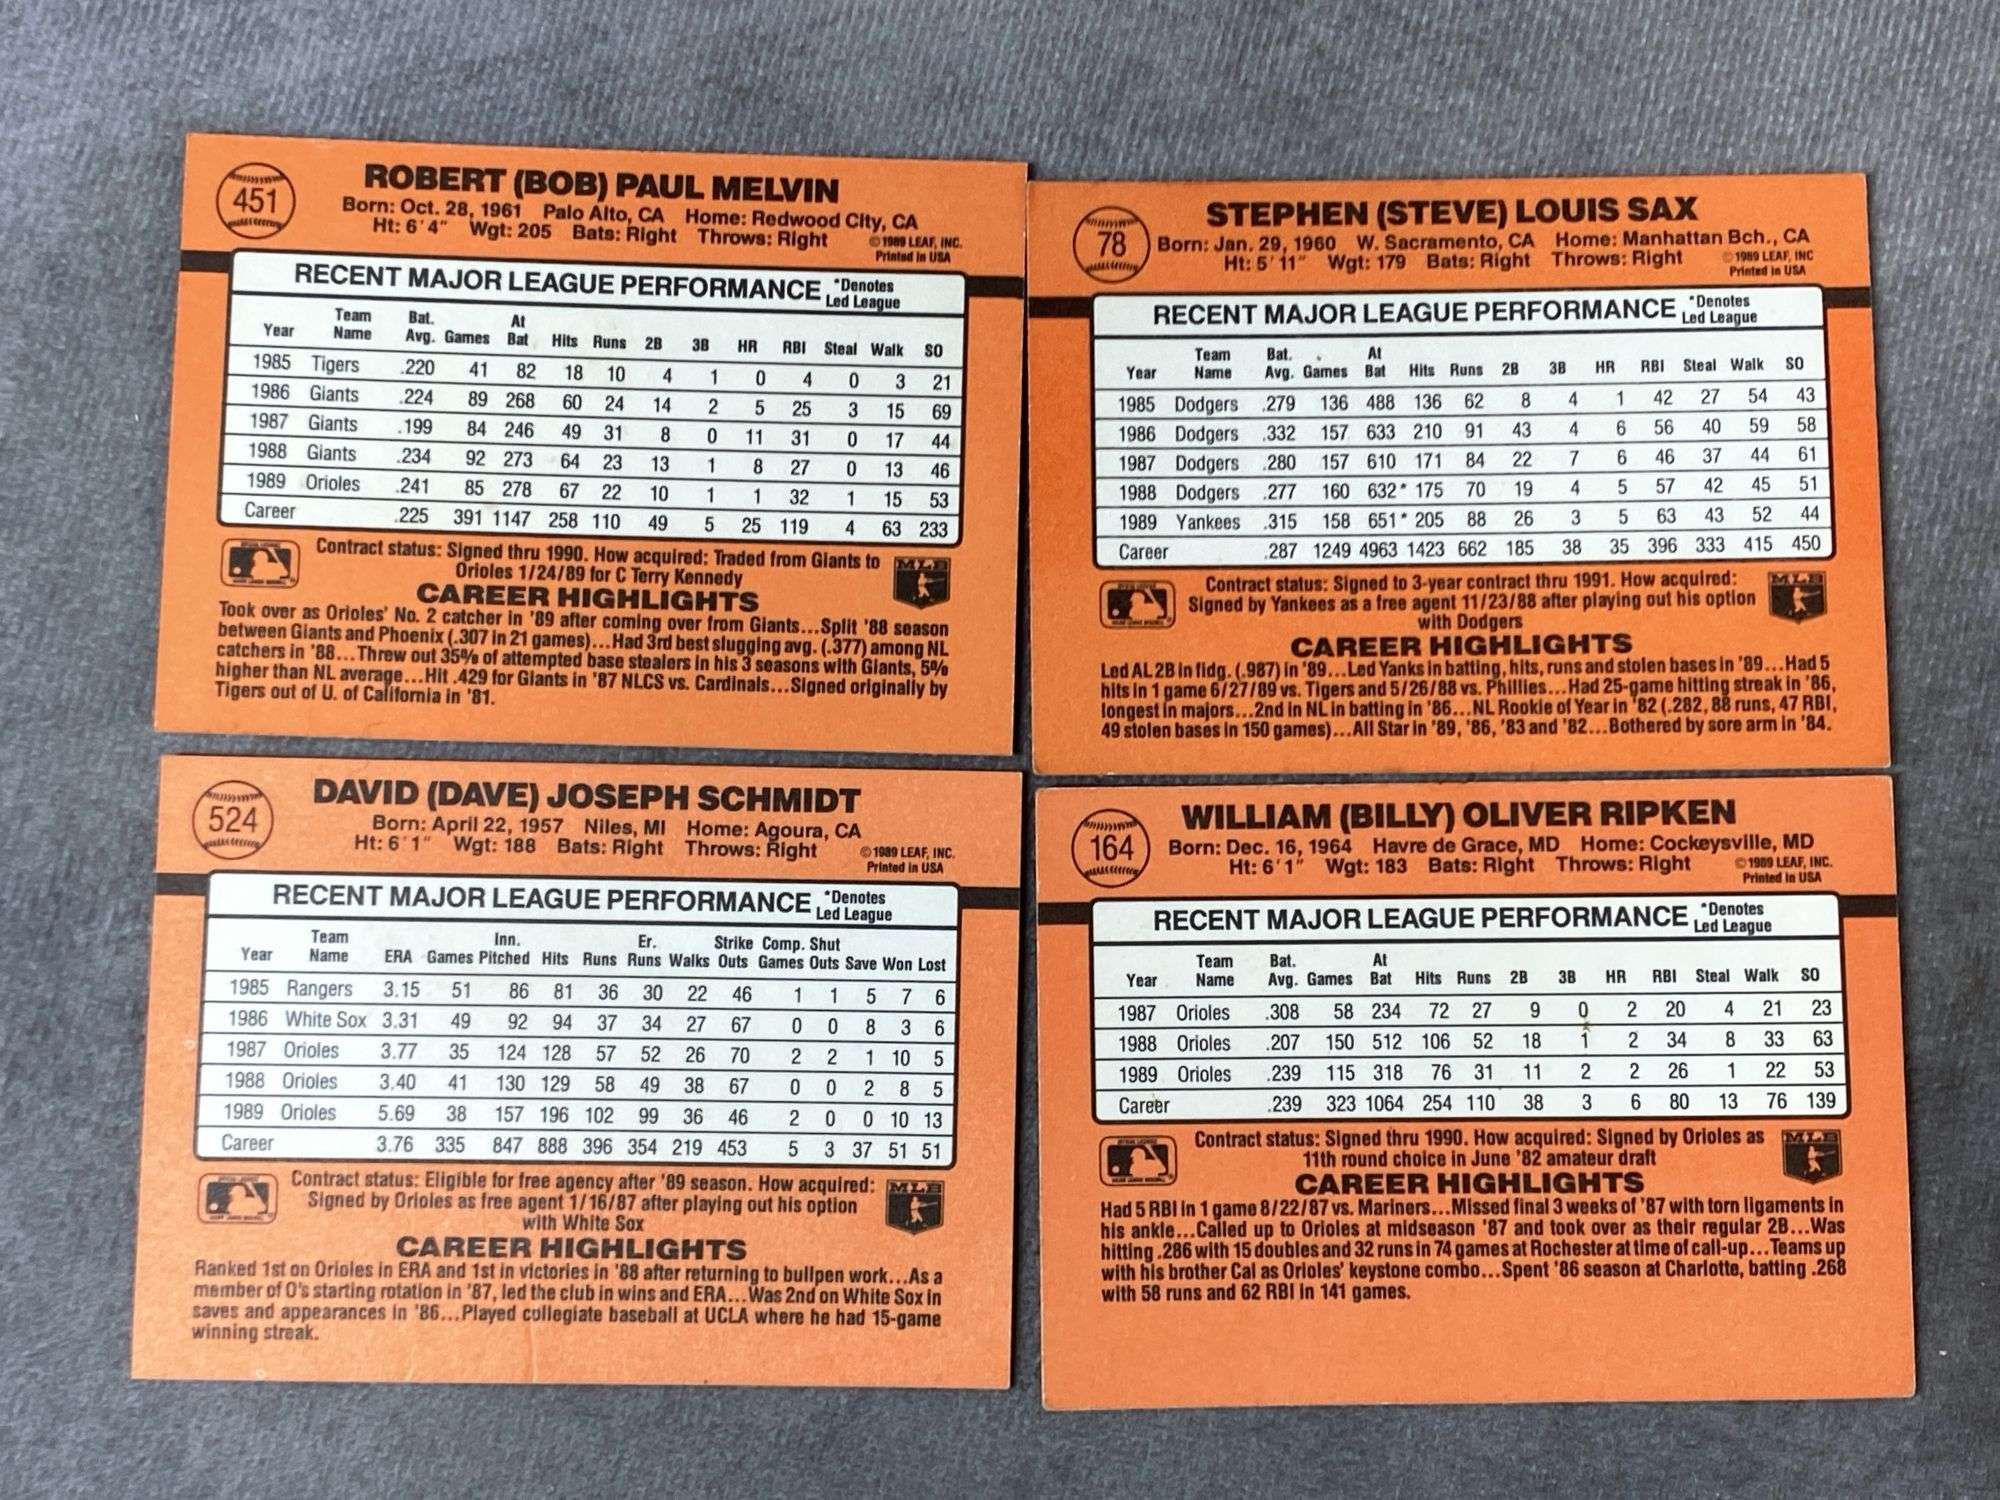 451
ROBERT (BOB) PAUL MELVIN
Born: Oct. 28, 1961 Palo Alto, CA Home: Redwood City, CA
Ht: 6'4" Wgt: 205 Bats: Right Throws: Right
©1989 LEAF, INC.
Printed in USA
RECENT MAJOR LEAGUE PERFORMANCE *Denotes Led League
Year Team Name Bat. Avg. Games At Bat Hits Runs 2B 3B HR RBI Steal Walk SO
1985 Tigers .220 41 82 18 10 4 1 0 4 0 3 21
1986 Giants .224 89 268 60 24 14 2 5 25 3 15 69
1987 Giants .199 84 246 49 31 8 0 11 31 0 17 44
1988 Giants .234 92 273 64 23 13 1 8 27 0 13 46
1989 Orioles .241 85 278 67 22 10 1 1 32 1 15 53
Career .225 391 1147 258 110 49 5 25 119 4 63 233
Contract status: Signed thru 1990. How acquired: Traded from Giants to
Orioles 1/24/89 for C Terry Kennedy
MLB
CAREER HIGHLIGHTS
Took over as Orioles' No. 2 catcher in '89 after coming over from Giants...Split '88 season
between Giants and Phoenix (.307 in 21 games)...Had 3rd best slugging avg. (.377) among NL
catchers in '88...Threw out 35% of attempted base stealers in his 3 seasons with Giants, 5%
higher than NL average...Hit .429 for Giants in '87 NLCS vs. Cardinals...Signed originally by
Tigers out of U. of California in '81.
78
STEPHEN (STEVE) LOUIS SAX
Born: Jan. 29, 1960 W. Sacramento, CA Home: Manhattan Bch., CA
Ht: 5'11" Wgt: 179 Bats: Right Throws: Right
©1989 LEAF, INC
Printed in USA
RECENT MAJOR LEAGUE PERFORMANCE *Denotes Led League
Year Team Name Bat. Avg. Games At Bat Hits Runs 2B 3B HR RBI Steal Walk SO
1985 Dodgers .279 136 488 136 62 8 4 1 42 27 54 43
1986 Dodgers .332 157 633 210 91 43 4 6 56 40 59 58
1987 Dodgers .280 157 610 171 84 22 7 6 46 37 44 61
1988 Dodgers .277 160 632* 175 70 19 4 5 57 42 45 51
1989 Yankees .315 158 651* 205 88 26 3 5 63 43 52 44
Career .287 1249 4963 1423 662 185 38 35 396 333 415 450
Contract status: Signed to 3-year contract thru 1991. How acquired:
Signed by Yankees as a free agent 11/23/88 after playing out his option
with Dodgers
MLB
CAREER HIGHLIGHTS
Led AL 2B in fldg. (.987) in '89...Led Yanks in batting, hits, runs and stolen bases in '89...Had 5
hits in 1 game 6/27/89 vs. Tigers and 5/26/88 vs. Phillies...Had 25-game hitting streak in '86,
longest in majors...2nd in NL in batting in '86...NL Rookie of Year in '82 (.282, 88 runs, 47 RBI,
49 stolen bases in 150 games)...All Star in '89, '86, '83 and '82...Bothered by sore arm in '84.
524
DAVID (DAVE) JOSEPH SCHMIDT
Born: April 22, 1957 Niles, MI Home: Agoura, CA
Ht: 6'1" Wgt: 188 Bats: Right Throws: Right
©1989 LEAF, INC.
Printed in USA
RECENT MAJOR LEAGUE PERFORMANCE *Denotes Led League
Year Team Name ERA Games Inn. Pitched Hits Runs Er. Runs Walks Strike Outs Comp. Games Shut Outs Save Won Lost
1985 Rangers 3.15 51 86 81 36 30 22 46 1 1 5 7 6
1986 White Sox 3.31 49 92 94 37 34 27 67 0 0 8 3 6
1987 Orioles 3.77 35 124 128 57 52 26 70 2 2 1 10 5
1988 Orioles 3.40 41 130 129 58 49 38 67 0 0 2 8 5
1989 Orioles 5.69 38 157 196 102 99 36 46 2 0 0 10 13
Career 3.76 335 847 888 396 354 219 453 5 3 37 51 51
Contract status: Eligible for free agency after '89 season. How acquired:
Signed by Orioles as free agent 1/16/87 after playing out his option
with White Sox
MLB
CAREER HIGHLIGHTS
Ranked 1st on Orioles in ERA and 1st in victories in '88 after returning to bullpen work...As a
member of O's starting rotation in '87, led the club in wins and ERA...Was 2nd on White Sox in
saves and appearances in '86...Played collegiate baseball at UCLA where he had 15-game
winning streak.
164
WILLIAM (BILLY) OLIVER RIPKEN
Born: Dec. 16, 1964 Havre de Grace, MD Home: Cockeysville, MD
Ht: 6'1" Wgt: 183 Bats: Right Throws: Right
©1989 LEAF, INC.
Printed in USA
RECENT MAJOR LEAGUE PERFORMANCE *Denotes Led League
Year Team Name Bat. Avg. Games At Bat Hits Runs 2B 3B HR RBI Steal Walk SO
1987 Orioles .308 58 234 72 27 9 0 2 20 4 21 23
1988 Orioles .207 150 512 106 52 18 1 2 34 8 33 63
1989 Orioles .239 115 318 76 31 11 2 2 26 1 22 53
Career .239 323 1064 254 110 38 3 6 80 13 76 139
Contract status: Signed thru 1990. How acquired: Signed by Orioles as
11th round choice in June '82 amateur draft
MLB
CAREER HIGHLIGHTS
Had 5 RBI in 1 game 8/22/87 vs. Mariners...Missed final 3 weeks of '87 with torn ligaments in
his ankle...Called up to Orioles at midseason '87 and took over as their regular 2B...Was
hitting .286 with 15 doubles and 32 runs in 74 games at Rochester at time of call-up...Teams up
with his brother Cal as Orioles' keystone combo...Spent '86 season at Charlotte, batting .268
with 58 runs and 62 RBI in 141 games.